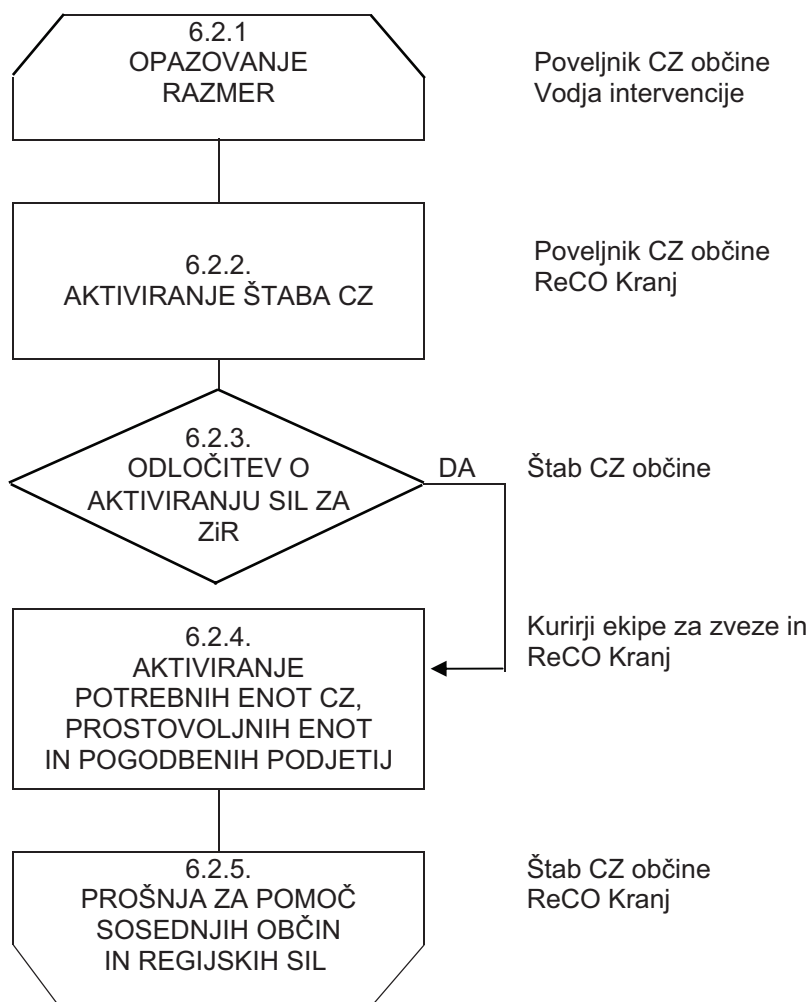 6.2.1
OPAZOVANJE
RAZMER
Poveljnik CZ občine
Vodja intervencije
6.2.2.
AKTIVIRANJE ŠTABA CZ
Poveljnik CZ občine
ReCO Kranj
6.2.3.
ODLOČITEV O
AKTIVIRANJU SIL ZA
ZiR
DA
Štab CZ občine
6.2.4.
AKTIVIRANJE
POTREBNIH ENOT CZ,
PROSTOVOLJNIH ENOT
IN POGODBENIH PODJETIJ
Kurirji ekipe za zveze in
ReCO Kranj
6.2.5.
PROŠNJA ZA POMOČ
SOSEDNJIH OBČIN
IN REGIJSKIH SIL
Štab CZ občine
ReCO Kranj